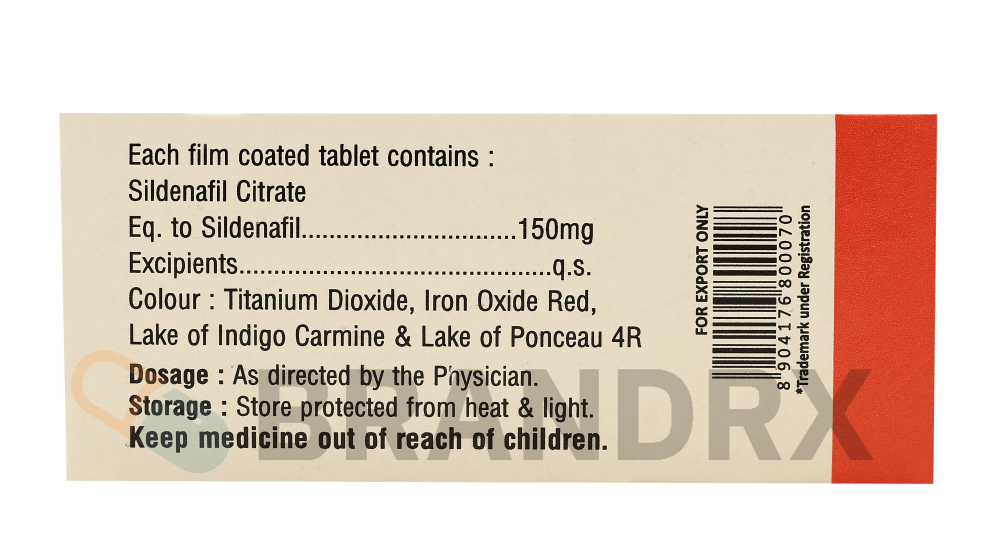 Each film coated tablet contains :
Sildenafil Citrate
Eq. to Sildenafil...............................150mg
Excipients.............................................q.s.
Colour : Titanium Dioxide, Iron Oxide Red,
Lake of Indigo Carmine & Lake of Ponceau 4R
Dosage : As directed by the Physician.
Storage : Store protected from heat & light.
Keep medicine out of reach of children.
BRANDRX
FOR EXPORT ONLY
8 904176 800070
*Trademark under Registration